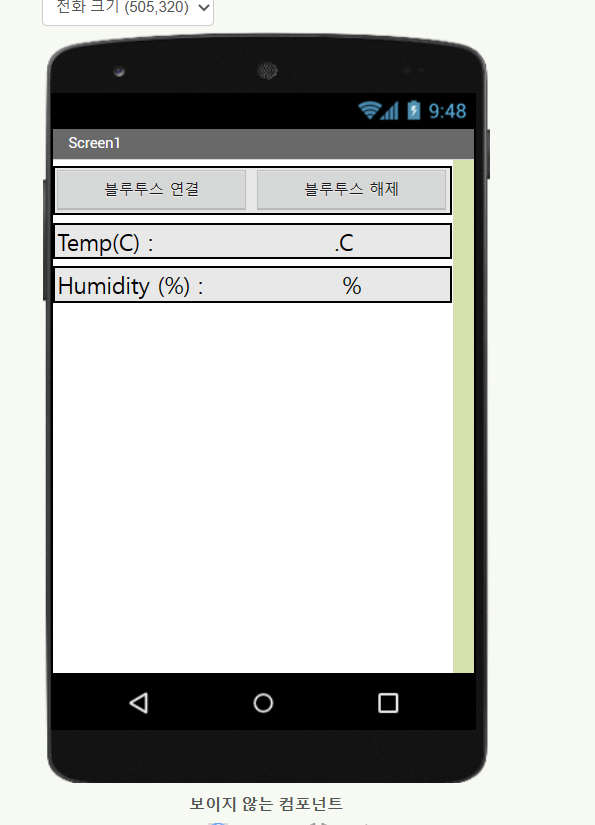 전화 크기 (505,320)
9:48
Screen1
블루투스 연결 블루투스 해제
Temp(C) : .C
Humidity (%) : %
보이지 않는 컴포넌트